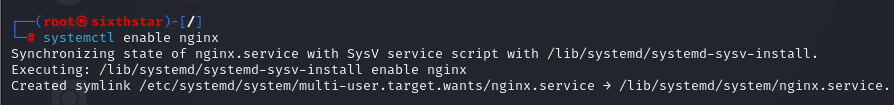 ┌──(root㉿sixthstar)-[/]
└─# systemctl enable nginx
Synchronizing state of nginx.service with SysV service script with /lib/systemd/systemd-sysv-install.
Executing: /lib/systemd/systemd-sysv-install enable nginx
Created symlink /etc/systemd/system/multi-user.target.wants/nginx.service → /lib/systemd/system/nginx.service.